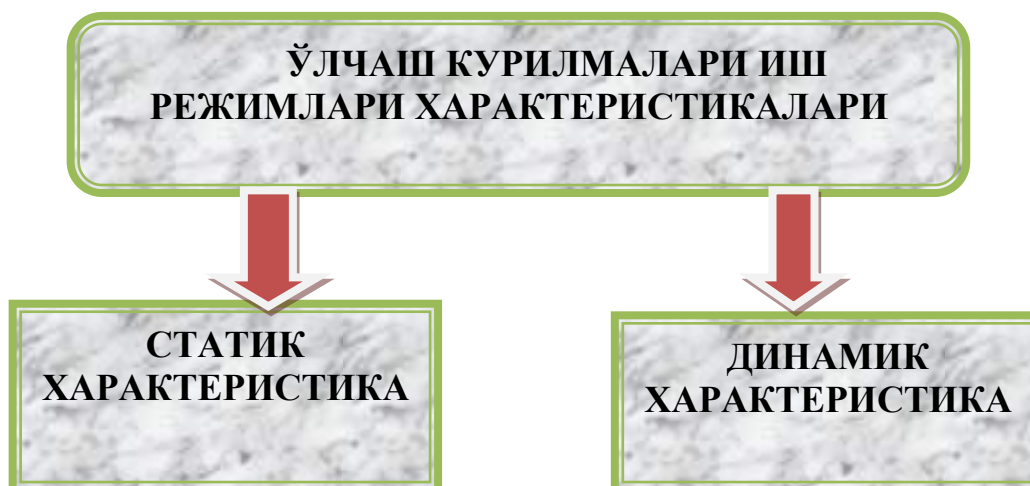 ЎЛЧАШ КУРИЛМАЛАРИ ИШ
РЕЖИМЛАРИ ХАРАКТЕРИСТИКАЛАРИ
СТАТИК
ХАРАКТЕРИСТИКА
ДИНАМИК
ХАРАКТЕРИСТИКА